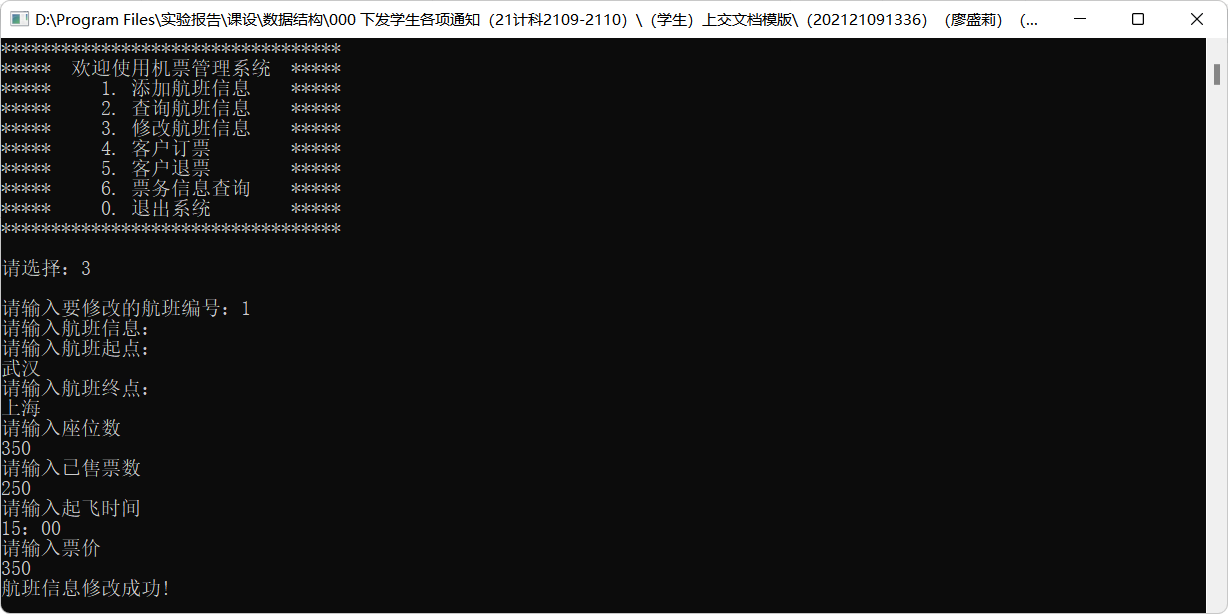 D:\Program Files\实验报告\课设\数据结构\000 下发学生各项通知（21计科2109-2110）\（学生）上交文档模版\（202121091336）（廖盛莉）（...
**********************************
***** 欢迎使用机票管理系统 *****
***** 1. 添加航班信息 *****
***** 2. 查询航班信息 *****
***** 3. 修改航班信息 *****
***** 4. 客户订票 *****
***** 5. 客户退票 *****
***** 6. 票务信息查询 *****
***** 0. 退出系统 *****
**********************************
请选择：3
请输入要修改的航班编号：1
请输入航班信息：
请输入航班起点：
武汉
请输入航班终点：
上海
请输入座位数
350
请输入已售票数
250
请输入起飞时间
15：00
请输入票价
350
航班信息修改成功!